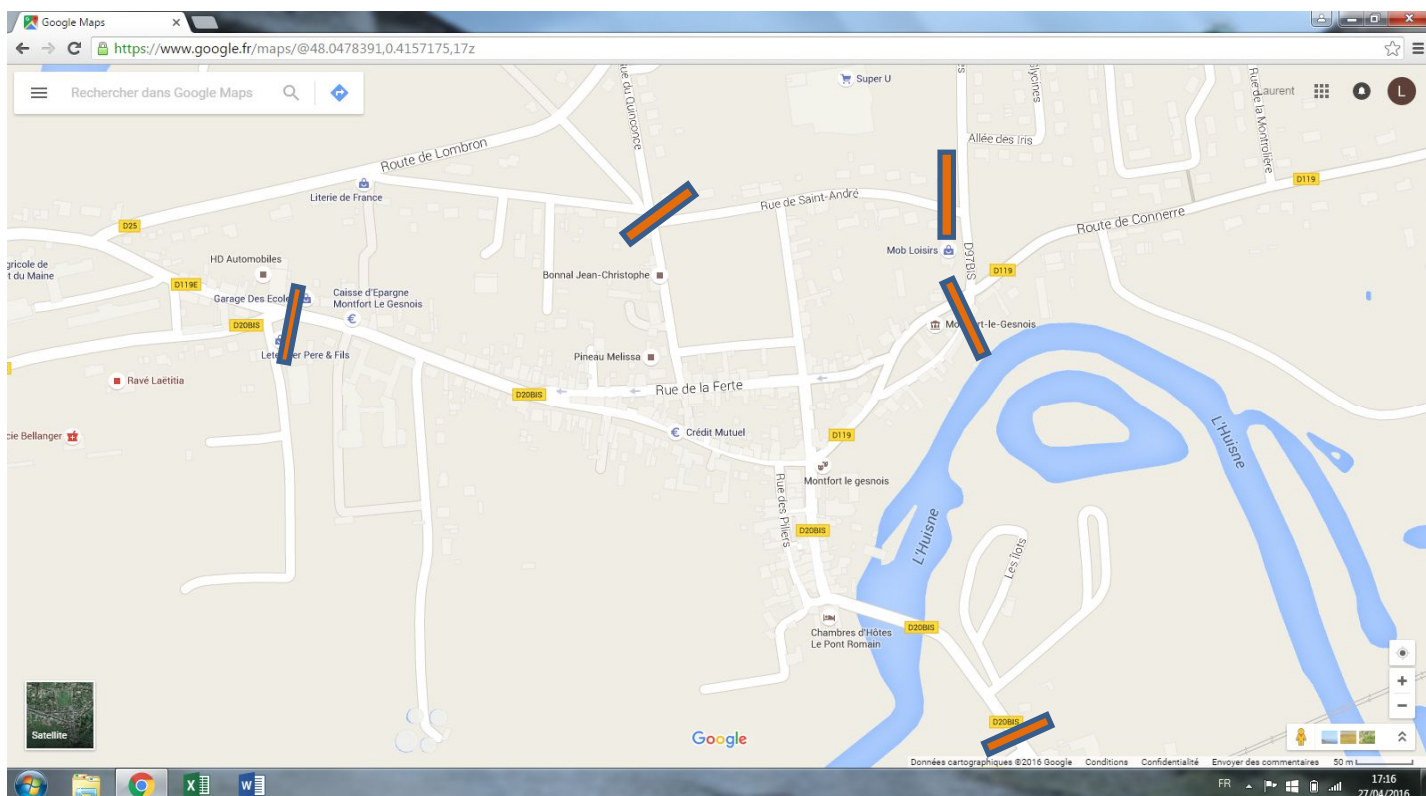 Google Maps
https://www.google.fr/maps/@48.0478391,0.4157175,17z
Rechercher dans Google Maps
Laurent
L
Super U
Rue du Quinconce
Allée des Iris
Rue de la Montrolière
Route de Lombron
D119
Literie de France
Rue de Saint-André
D25
Route de Connerre
Mob Loisirs
D97BIS
HD Automobiles
Bonnal Jean-Christophe
D119
D119E
Garage Des
Caisse d'Epargne
Montfort Le Gesnois
D20BIS
Pere & Fils
Pineau Melissa
Ravé Laëtitia
Rue de la Ferte
D20BIS
Crédit Mutuel
D119
L'Huisne
Bellanger
Montfort le gesnois
Rue des Piliers
D20BIS
L'Huisne
Les Ilots
Chambres d'Hôtes
Le Pont Romain
D20BIS
D20BIS
Satellite
Google
Données cartographiques ©2016 Google Conditions Confidentialité Envoyer des commentaires 50 m
FR
17:16
27/04/2016